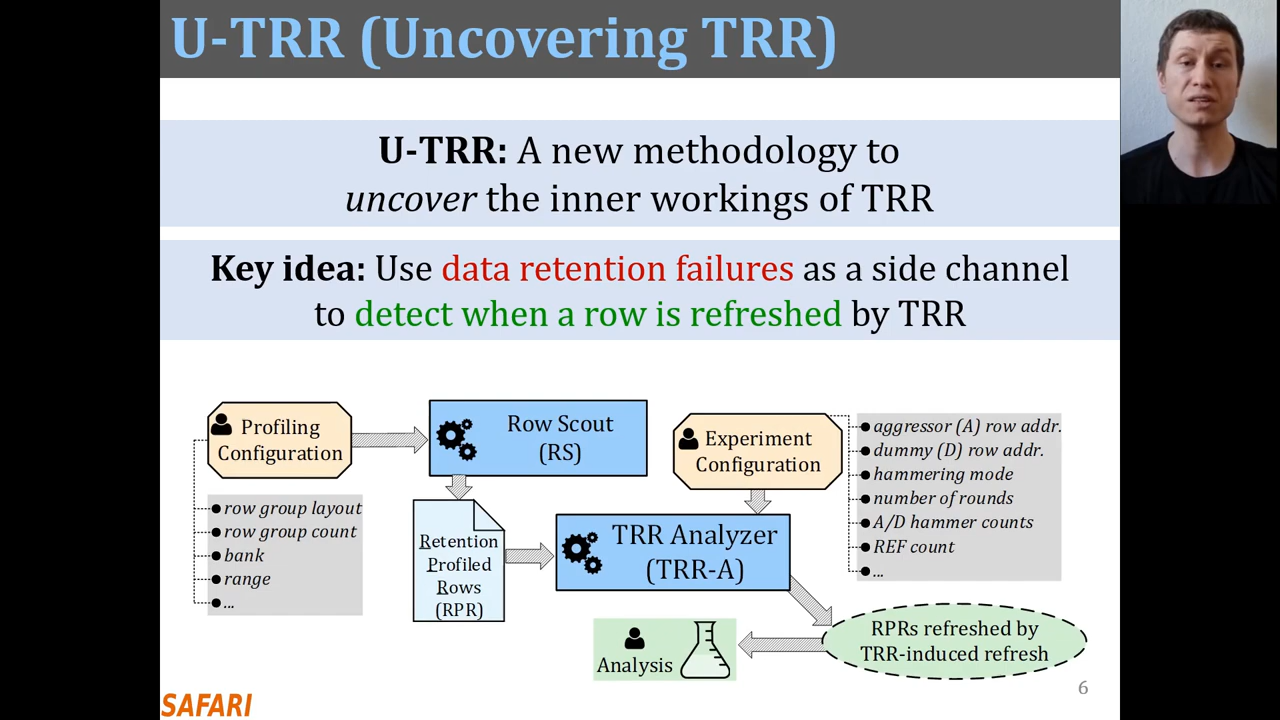 U-TRR (Uncovering TRR)
U-TRR: A new methodology to
uncover the inner workings of TRR
Key idea: Use data retention failures as a side channel
to detect when a row is refreshed by TRR
Profiling
Configuration
row group layout
row group count
bank
range
...
Row Scout
(RS)
Retention
Profiled
Rows
(RPR)
Experiment
Configuration
aggressor (A) row addr.
dummy (D) row addr.
hammering mode
number of rounds
A/D hammer counts
REF count
...
TRR Analyzer
(TRR-A)
RPRs refreshed by
TRR-induced refresh
Analysis
SAFARI
6